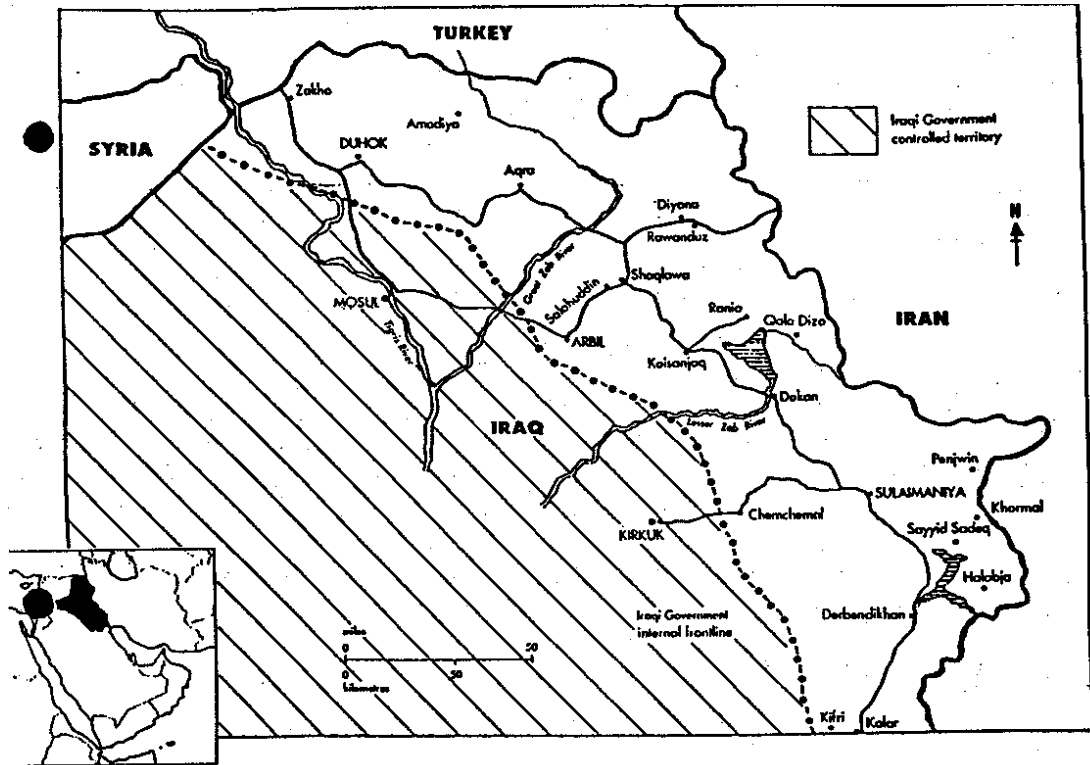 TURKEY
Zakho
Amadiya
Iraqi Government
controlled territory
SYRIA
DUHOK
Aqra
Diyana
Rawanduz
N
Great Zab River
Shaqlawa
Salahuddin
MOSUL
Tigris River
ARBIL
Rania
Qala Diza
IRAN
Koisanjaq
Dokan
IRAQ
Lesser Zab River
Penjwin
SULAIMANIYA
Khormal
KIRKUK
Chemchemal
Sayyid Sadeq
Halabja
Derbendikhan
Iraqi Government
internal frontline
miles
0 50
0 50
kilometres
Kifri
Kalar